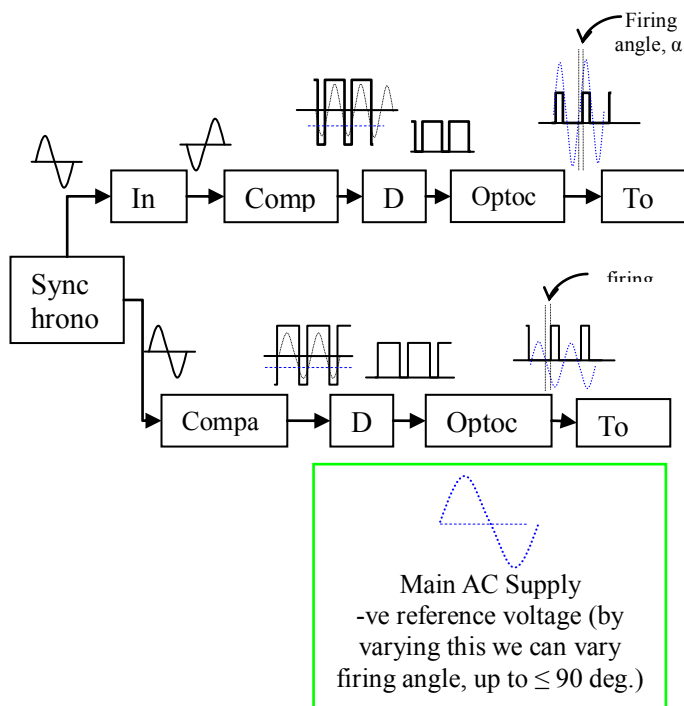 Firing
angle, α
In
Comp
D
Optoc
To
Sync
hrono
firing
Compa
D
Optoc
To
Main AC Supply
-ve reference voltage (by
varying this we can vary
firing angle, up to ≤ 90 deg.)